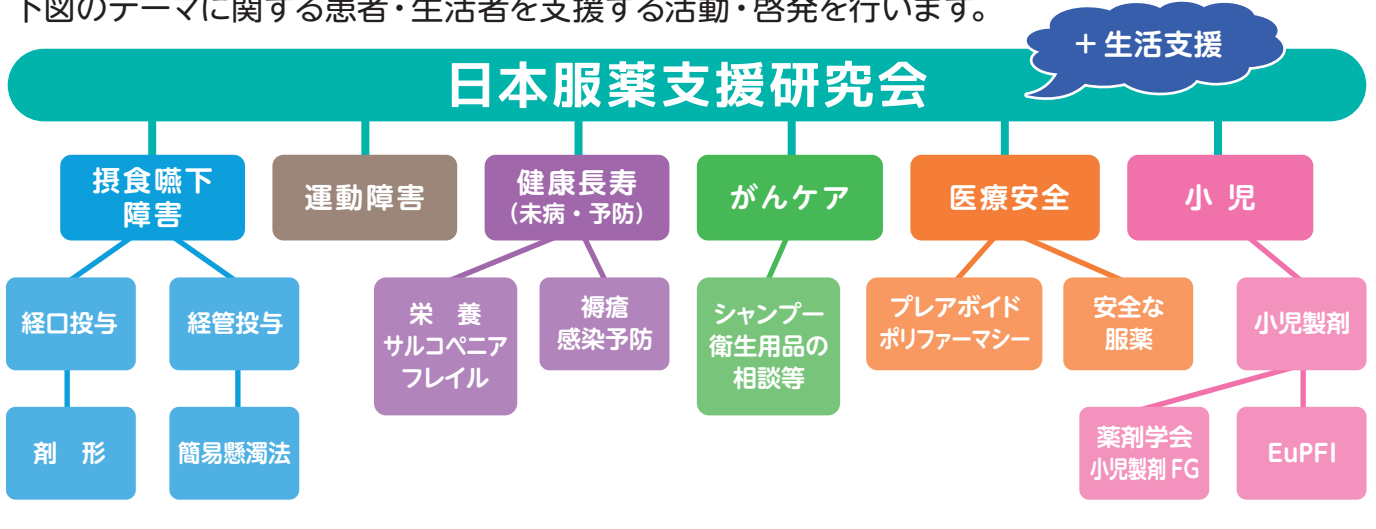 下図のテーマに関する患者・生活者を支援する活動・啓発を行います。
+ 生活支援
日本服薬支援研究会
摂食嚥下
障害
運動障害
健康長寿
(未病・予防)
がんケア
医療安全
小 児
経口投与
経管投与
栄 養
サルコペニア
フレイル
褥瘡
感染予防
シャンプー
衛生用品の
相談等
プレアボイド
ポリファーマシー
安全な
服薬
小児製剤
剤 形
簡易懸濁法
薬剤学会
小児製剤 FG
EuPFI